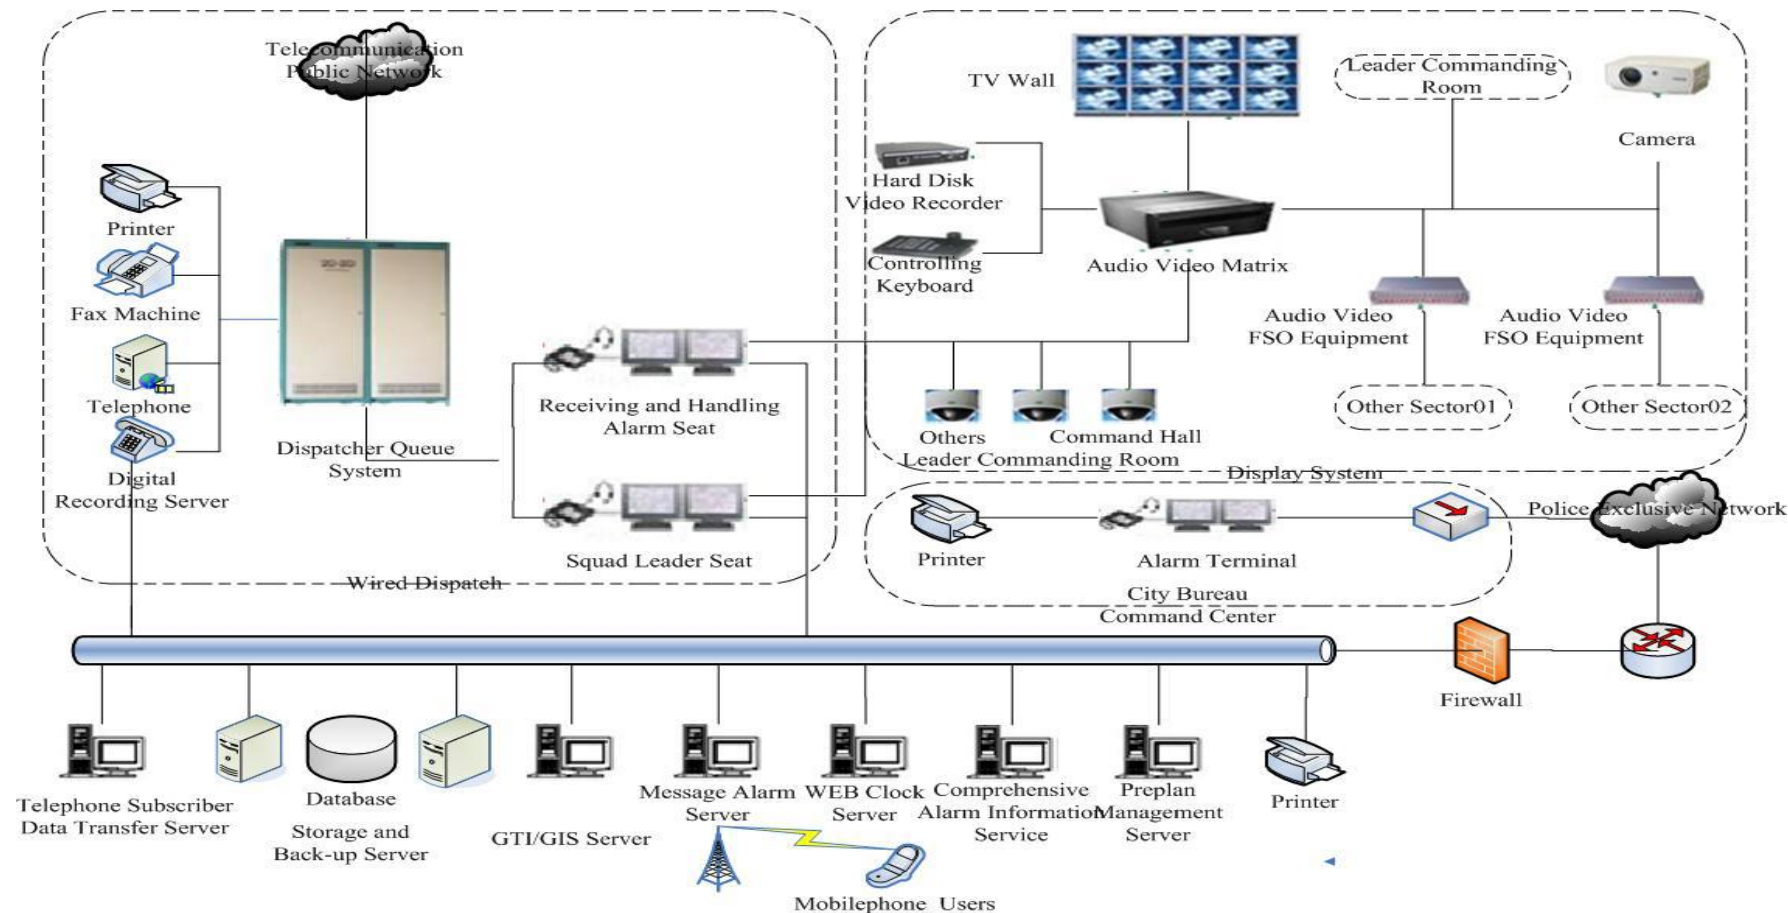 Telecommunication
Public Network
Printer
Fax Machine
Telephone
Digital
Recording Server
Dispatcher Queue
System
Receiving and Handling
Alarm Seat
Squad Leader Seat
Wired Dispatch
TV Wall
Leader Commanding
Room
Camera
Hard Disk
Video Recorder
Controlling
Keyboard
Audio Video Matrix
Audio Video
FSO Equipment
Audio Video
FSO Equipment
Other Sector01
Other Sector02
Others
Command Hall
Leader Commanding Room
Display System
Printer
Alarm Terminal
City Bureau
Command Center
Police Exclusive Network
Firewall
Telephone Subscriber
Data Transfer Server
Database
Storage and
Back-up Server
GTI/GIS Server
Message Alarm
Server
WEB Clock
Server
Comprehensive
Alarm Information
Service
Preplan
Management
Server
Printer
Mobilephone Users